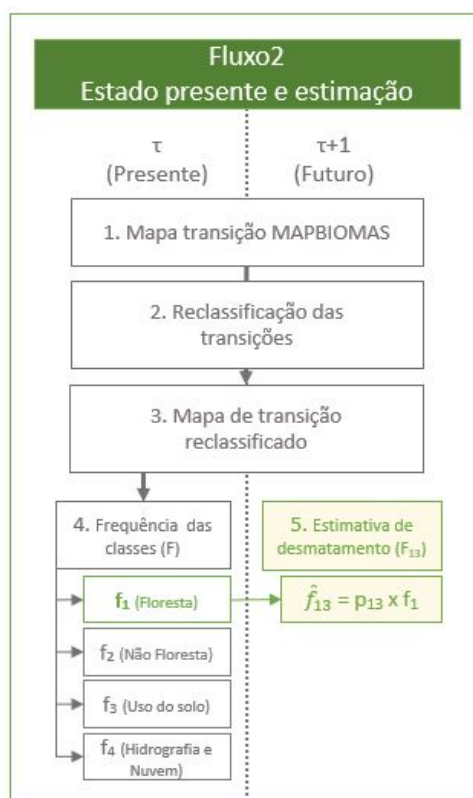 Fluxo2
Estado presente e estimação
τ
(Presente)
τ+1
(Futuro)
1. Mapa transição MAPBIOMAS
2. Reclassificação das
transições
3. Mapa de transição
reclassificado
4. Frequência das
classes (F)
5. Estimativa de
desmatamento (F₁₃)
f₁ (Floresta)
f̂₁₃ = p₁₃ x f₁
f₂ (Não Floresta)
f₃ (Uso do solo)
f₄ (Hidrografia e
Nuvem)